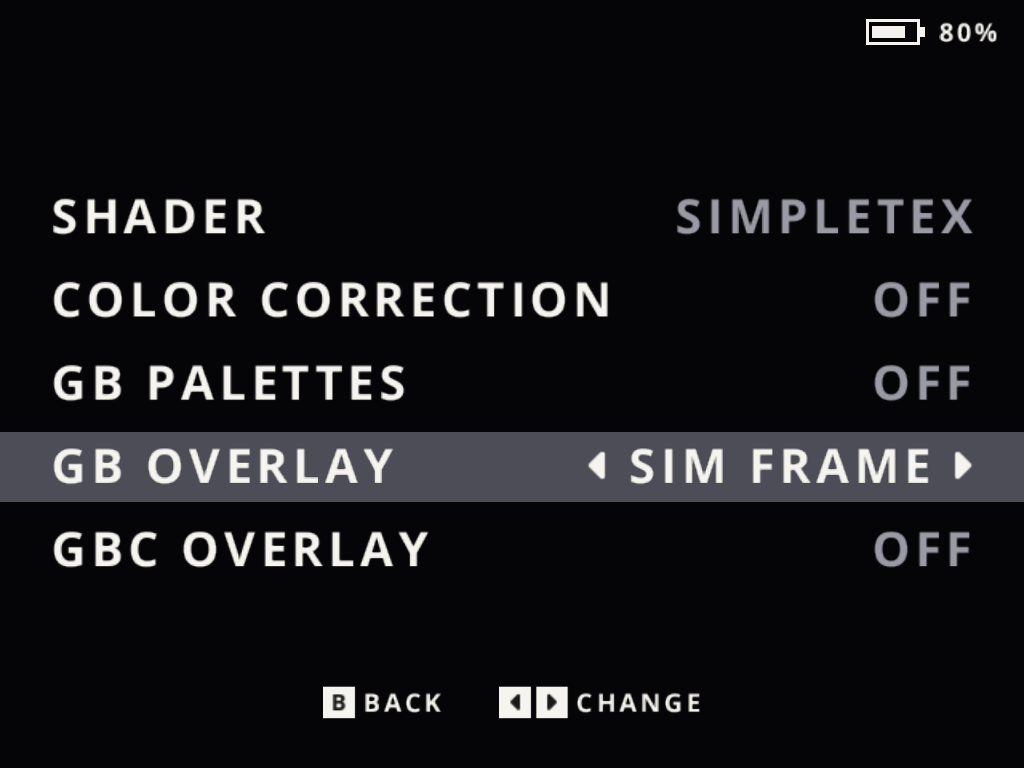 80%
SHADER SIMPLETEX
COLOR CORRECTION OFF
GB PALETTES OFF
GB OVERLAY SIM FRAME
GBC OVERLAY OFF
B BACK CHANGE